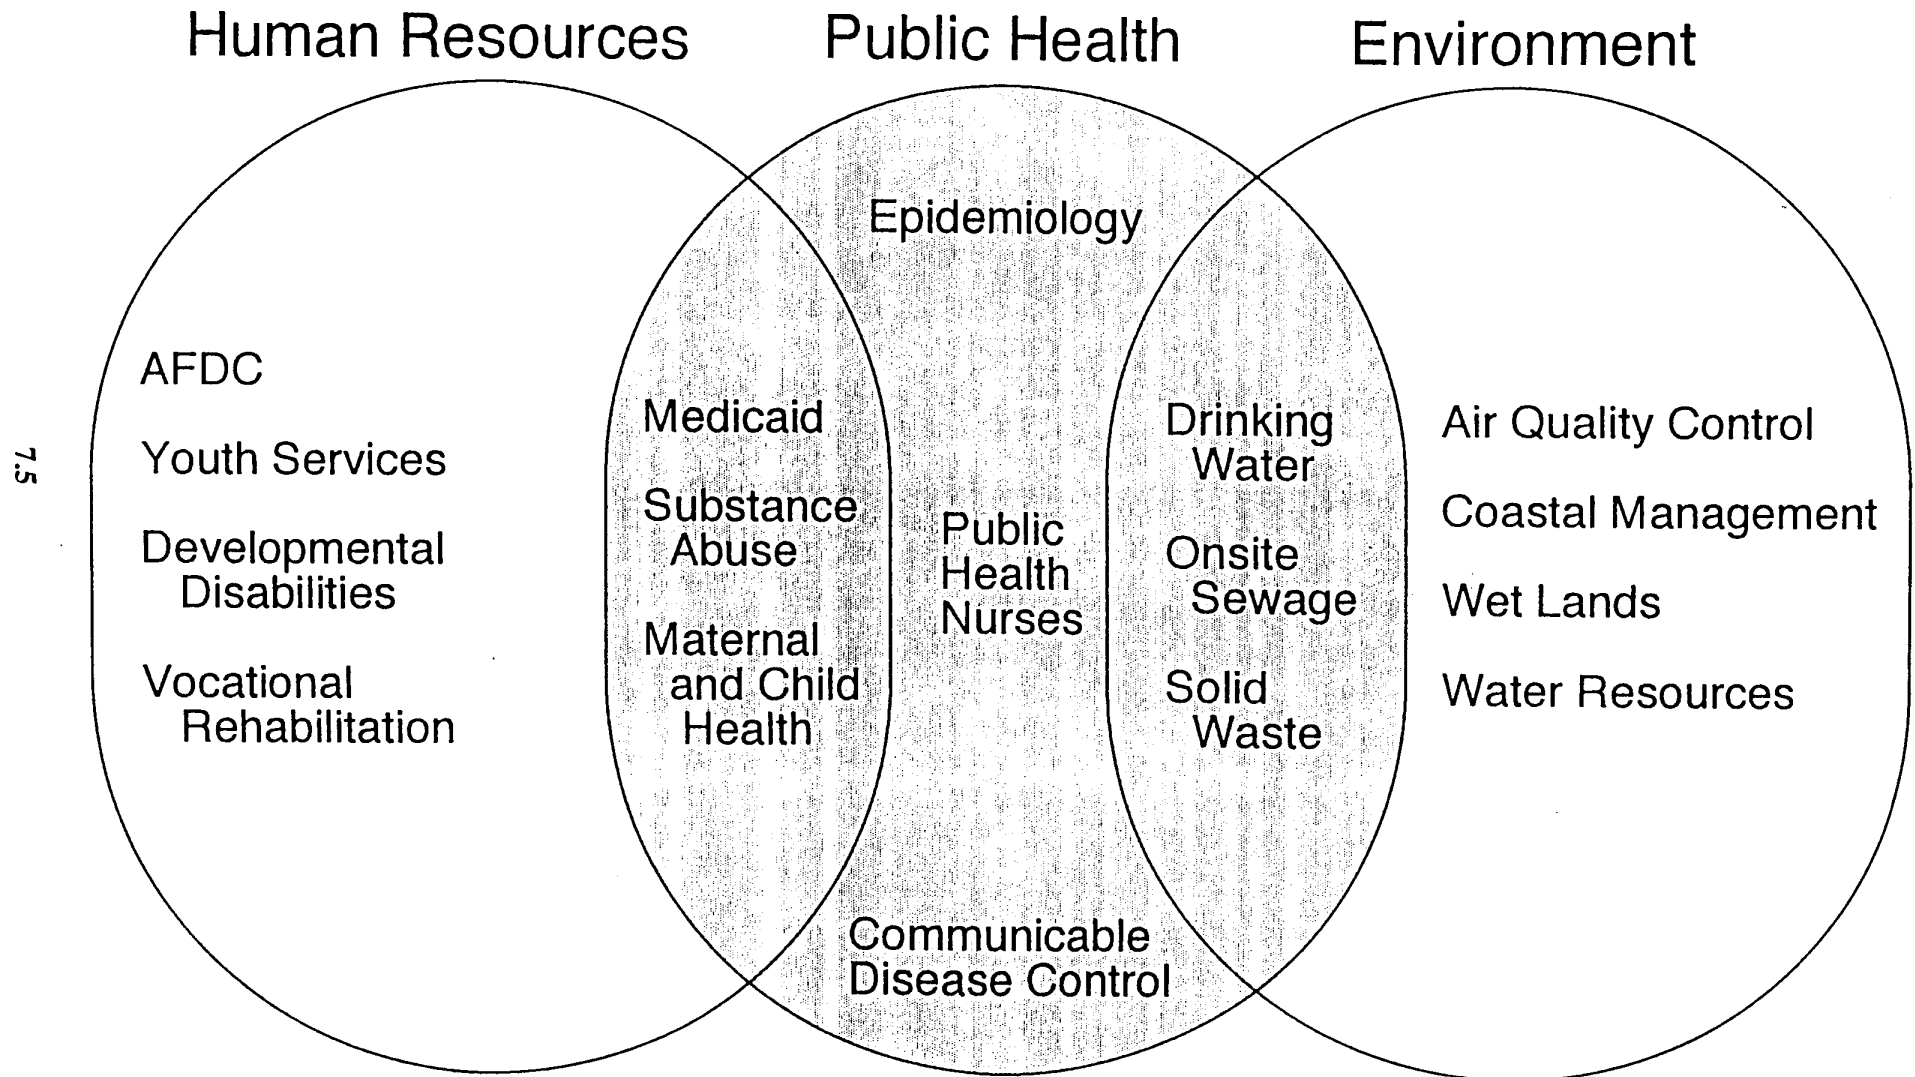 Human Resources
Public Health
Environment
Epidemiology
AFDC
Youth Services
Developmental
Disabilities
Vocational
Rehabilitation
Medicaid
Substance
Abuse
Maternal
and Child
Health
Public
Health
Nurses
Drinking
Water
Onsite
Sewage
Solid
Waste
Air Quality Control
Coastal Management
Wet Lands
Water Resources
Communicable
Disease Control
7.5